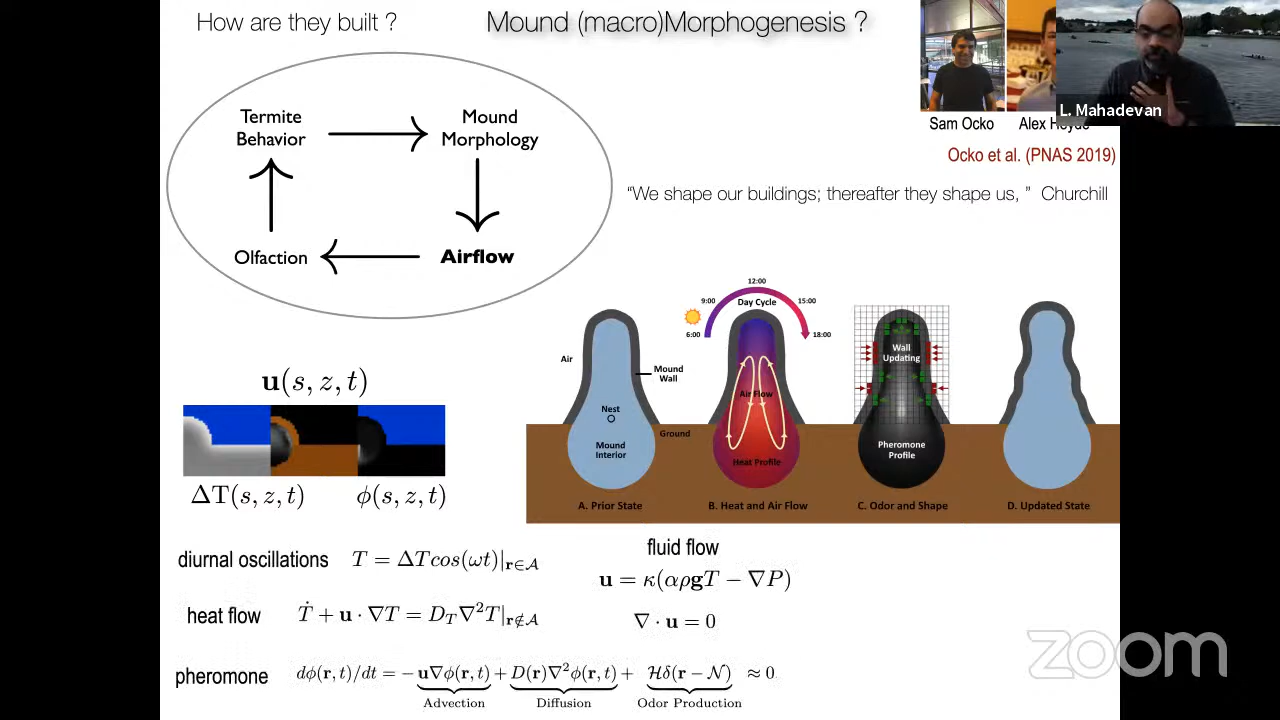 How are they built ?
Mound (macro)Morphogenesis ?
L. Mahadevan
Sam Ocko
Alex Heyde
Ocko et al. (PNAS 2019)
Termite
Behavior
Mound
Morphology
Olfaction
Airflow
“We shape our buildings; thereafter they shape us, ” Churchill
12:00
9:00
Day Cycle
15:00
6:00
18:00
Air
Mound
Wall
Nest
Ground
Mound
Interior
A. Prior State
Air Flow
Heat Profile
B. Heat and Air Flow
Wall
Updating
Pheromone
Profile
C. Odor and Shape
D. Updated State
u(s, z, t)
ΔT(s, z, t)
ϕ(s, z, t)
diurnal oscillations T = ΔTcos(ωt)|r∈𝒜
fluid flow
u = κ(αρgT − ∇P)
heat flow Ṫ + u · ∇T = D_T∇²T|r∉𝒜
∇ · u = 0
pheromone dϕ(r, t)/dt = − u∇ϕ(r, t) + D(r)∇²ϕ(r, t) + ℋδ(r − 𝒩) ≈ 0
Advection Diffusion Odor Production
zoom